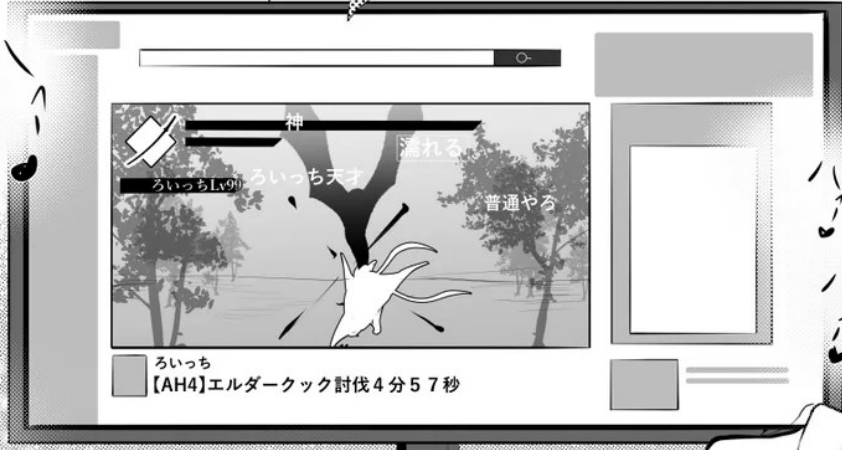 神
濡れる
ろいっち天才
ろいっちLv99
普通やろ
ろいっち
【AH4】エルダークック討伐4分57秒